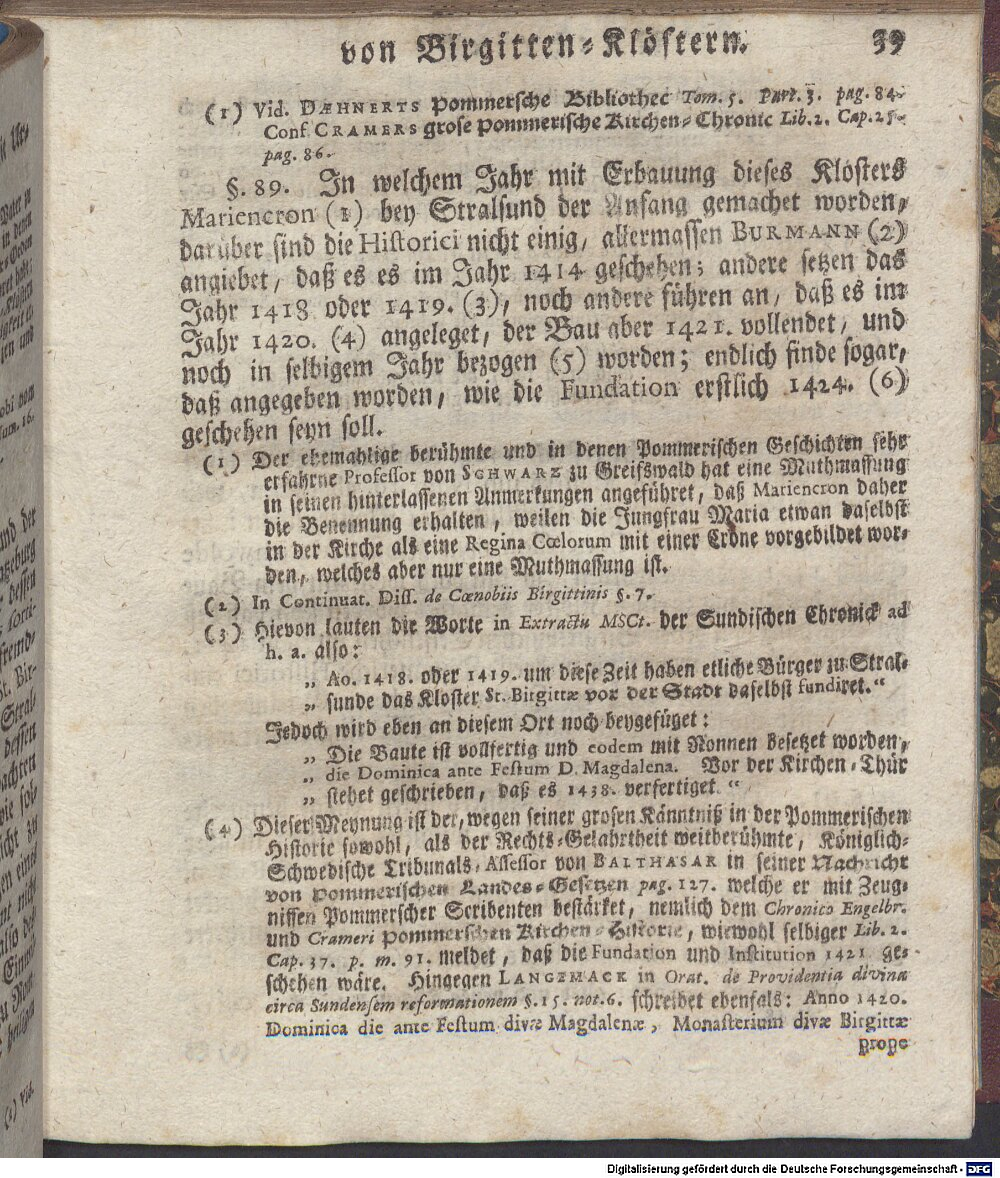 von Birgitten-Klöstern. 39
(1) Vid. DÆHNERTS Pommersche Bibliothec Tom. 5. Part. 3. pag. 84.
Conf. CRAMERS grose Pommerische Kirchen-Chronic Lib. 2. Cap. 25.
pag. 86.
§. 89. In welchem Jahr mit Erbauung dieses Klosters
Mariencron (1) bey Stralsund der Anfang gemachet worden,
darüber sind die Historici nicht einig, allermassen BURMANN (2)
angiebet, daß es es im Jahr 1414 geschehen; andere setzen das
Jahr 1418 oder 1419. (3), noch andere führen an, daß es im
Jahr 1420. (4) angeleget, der Bau aber 1421. vollendet, und
noch in selbigem Jahr bezogen (5) worden; endlich finde sogar,
daß angegeben worden, wie die Fundation erstlich 1424. (6)
geschehen seyn soll.
(1) Der ehemahlige berühmte und in denen Pommerischen Geschichten sehr
erfahrne Professor von SCHWARZ zu Greifswald hat eine Muthmassung
in seinen hinterlassenen Anmerkungen angeführet, daß Mariencron daher
die Benennung erhalten, weilen die Jungfrau Maria etwan daselbst
in der Kirche als eine Regina Cœlorum mit einer Crone vorgebildet wor-
den, welches aber nur eine Muthmassung ist.
(2) In Continuat. Diss. de Cœnobiis Birgittinis §. 7.
(3) Hievon lauten die Worte in Extractu MSCt. der Sundischen Chronick ad
h. a. also:
„ Ao. 1418. oder 1419. um diese Zeit haben etliche Bürger zu Stral-
„ sunde das Kloster St. Birgittæ vor der Stadt daselbst fundiret.“
Jedoch wird eben an diesem Ort noch beygefüget:
„ Die Baute ist vollfertig und eodem mit Nonnen besetzet worden,
„ die Dominica ante Festum D. Magdalena. Vor der Kirchen-Thür
„ stehet geschrieben, daß es 1438. verfertiget.“
(4) Dieser Meynung ist der, wegen seiner grosen Känntniß in der Pommerischen
Historie sowohl, als der Rechts-Gelahrtheit weitberühmte, Königlich-
Schwedische Tribunals-Assessor von BALTHASAR in seiner Nachricht
von Pommerischen Landes-Gesetzen pag. 127. welche er mit Zeug-
nissen Pommerscher Scribenten bestärket, nemlich dem Chronico Engelbr.
und Crameri Pommerschen Kirchen-Historie, wiewohl selbiger Lib. 2.
Cap. 37. p. m. 91. meldet, daß die Fundation und Institution 1421 ge-
schehen wäre. Hingegen LANGEMACK in Orat. de Providentia divina
circa Sundensem reformationem §. 15. not. 6. schreibet ebenfals: Anno 1420.
Dominica die ante Festum divæ Magdalenæ, Monasterium divæ Birgittæ
prope
Digitalisierung gefördert durch die Deutsche Forschungsgemeinschaft - DFG